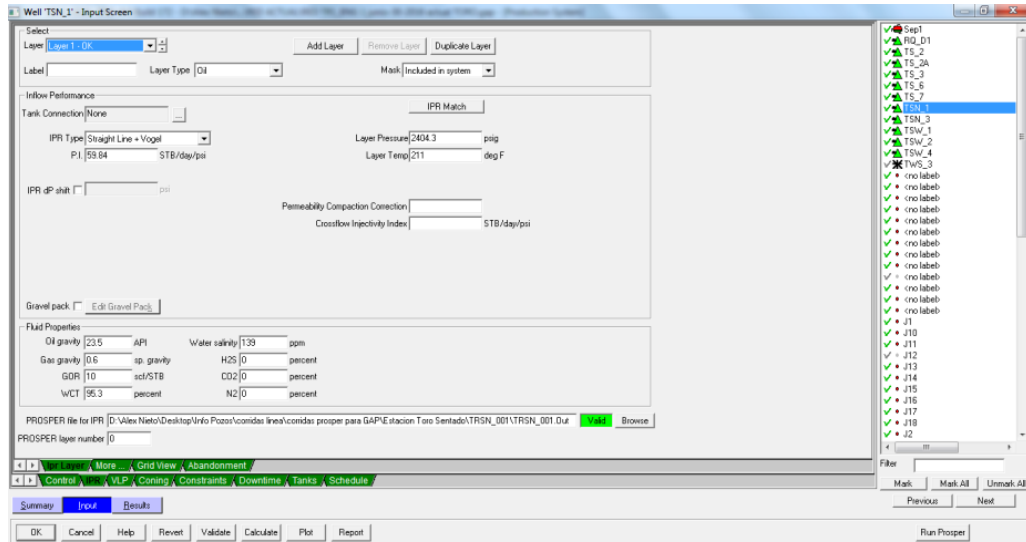 Well 'TSN_1' - Input Screen
Select
Layer Layer 1 - OK
Add Layer Remove Layer Duplicate Layer
Label
Layer Type Oil
Mask Included in system
Inflow Performance
Tank Connection None ...
IPR Match
IPR Type Straight Line + Vogel
Layer Pressure 2404.3 psig
P.I. 59.84 STB/day/psi
Layer Temp 211 deg F
IPR dP shift psi
Permeability Compaction Correction
Crossflow Injectivity Index STB/day/psi
Gravel pack Edit Gravel Pack
Fluid Properties
Oil gravity 23.5 API Water salinity 139 ppm
Gas gravity 0.6 sp. gravity H2S 0 percent
GOR 10 scf/STB CO2 0 percent
WCT 95.3 percent N2 0 percent
PROSPER file for IPR D:\Alex Nieto\Desktop\Info Pozos\corridas linea\corridas prosper para GAP\Estacion Toro Sentado\TRSN_001\TRSN_001.Out Valid Browse
PROSPER layer number 0
Ipr Layer More ... Grid View Abandonment
Control IPR VLP Coning Constraints Downtime Tanks Schedule
Summary Input Results
OK Cancel Help Revert Validate Calculate Plot Report
Sep1
RQ_D1
TS_2
TS_2A
TS_3
TS_6
TS_7
TSN_1
TSN_3
TSW_1
TSW_2
TSW_4
TWS_3
<no label>
<no label>
<no label>
<no label>
<no label>
<no label>
<no label>
<no label>
<no label>
<no label>
<no label>
<no label>
<no label>
J1
J10
J11
J12
J13
J14
J15
J16
J17
J18
J2
Filter
Mark Mark All Unmark All
Previous Next
Run Prosper